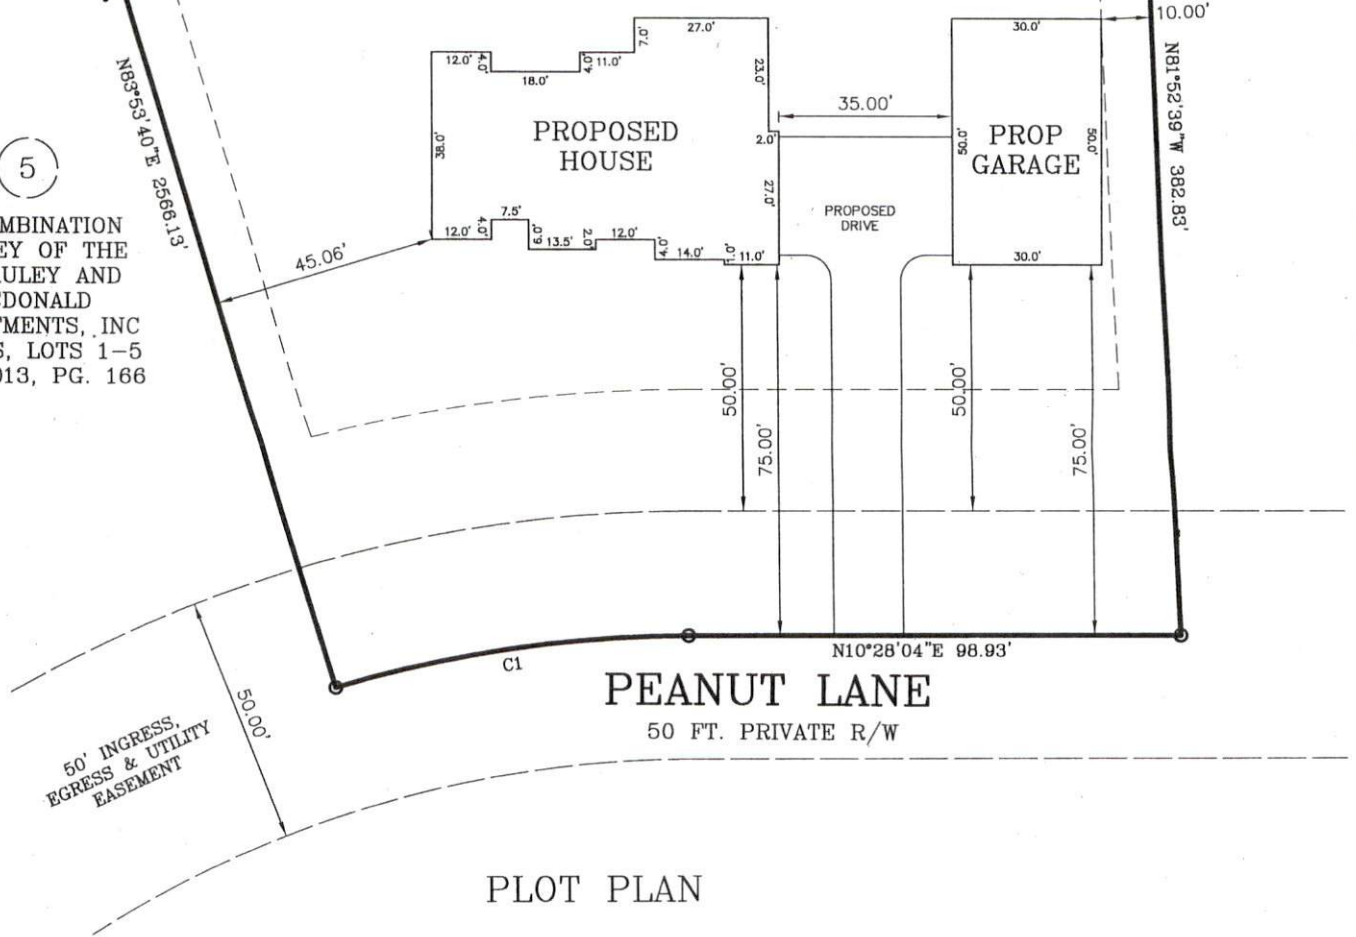 10.00'
27.0'
30.0'
7.0'
12.0'
4.0'
18.0'
4.0'
11.0'
23.0'
N83°53'40"E 2566.13'
N81°52'39"W 382.83'
35.00'
PROPOSED
HOUSE
PROP
GARAGE
2.0'
38.0'
50.0'
50.0'
5
27.0'
PROPOSED
DRIVE
MBINATION
EY OF THE
ULEY AND
DONALD
MENTS, INC
, LOTS 1-5
013, PG. 166
7.5'
12.0'
4.0'
6.0'
13.5'
2.0'
12.0'
4.0'
14.0'
1.0'
11.0'
30.0'
45.06'
50.00'
75.00'
50.00'
75.00'
C1
N10°28'04"E 98.93'
PEANUT LANE
50 FT. PRIVATE R/W
50.00'
50' INGRESS,
EGRESS & UTILITY
EASEMENT
PLOT PLAN